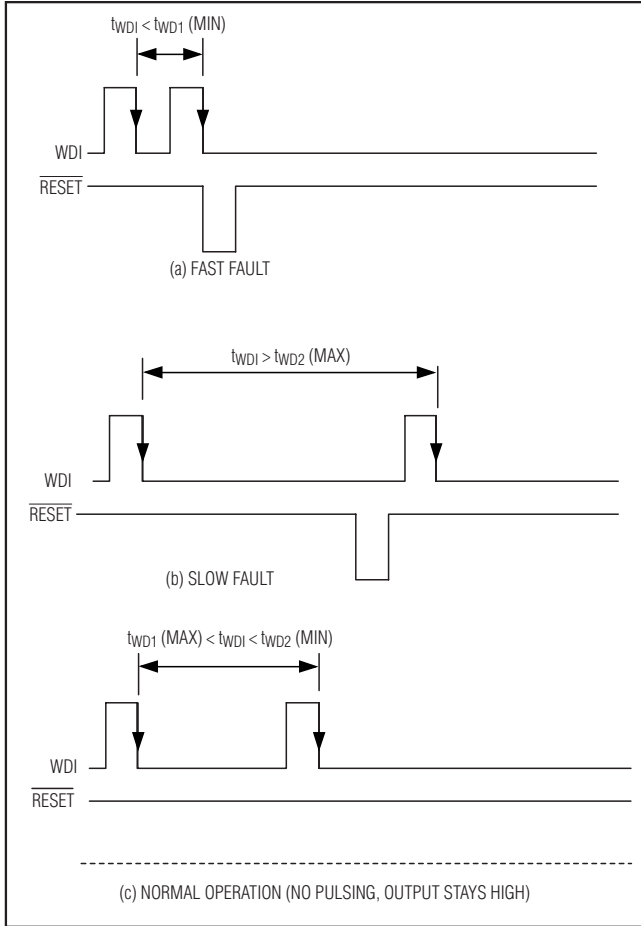 tWDI < tWD1 (MIN)
WDI
RESET
(a) FAST FAULT
tWDI > tWD2 (MAX)
WDI
RESET
(b) SLOW FAULT
tWD1 (MAX) < tWDI < tWD2 (MIN)
WDI
RESET
(c) NORMAL OPERATION (NO PULSING, OUTPUT STAYS HIGH)